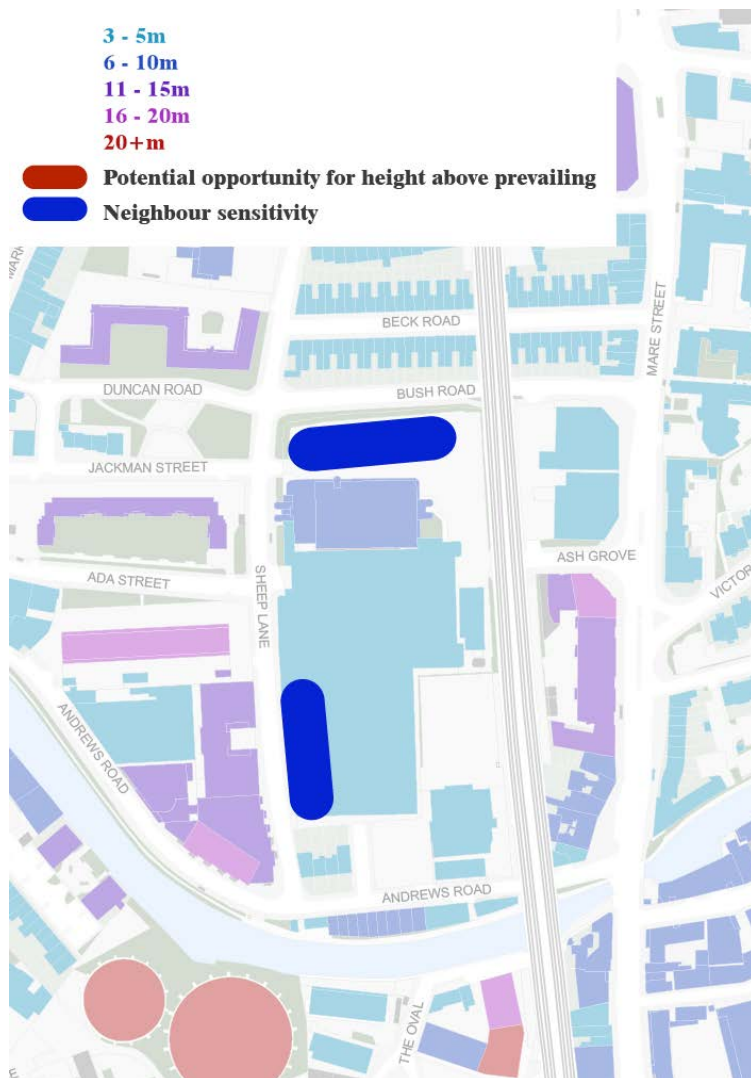 3 - 5m
6 - 10m
11 - 15m
16 - 20m
20+m
Potential opportunity for height above prevailing
Neighbour sensitivity
BECK ROAD
MARE STREET
DUNCAN ROAD
BUSH ROAD
JACKMAN STREET
ASH GROVE
ADA STREET
SHEEP LANE
VICTOR
ANDREWS ROAD
ANDREWS ROAD
THE OVAL